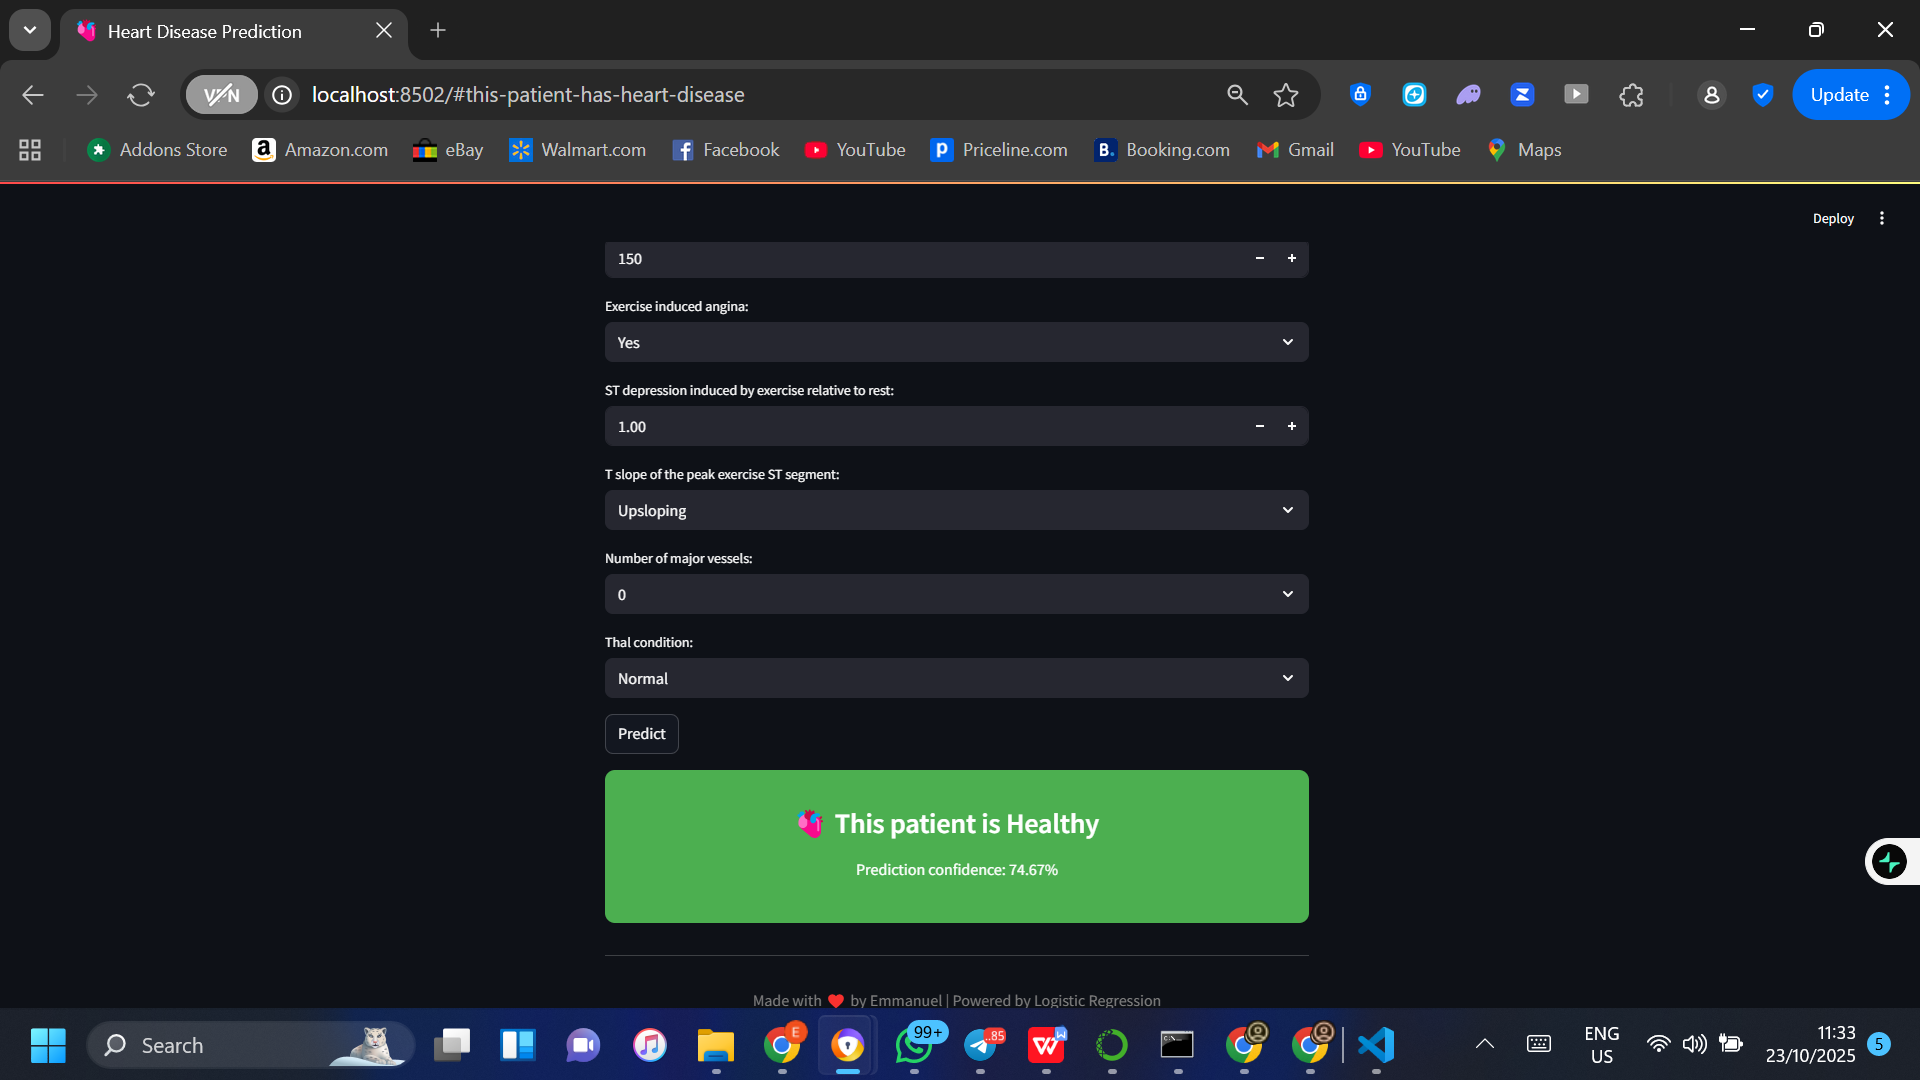 Heart Disease Prediction
VPN
localhost:8502/#this-patient-has-heart-disease
Update
Addons Store
Amazon.com
eBay
Walmart.com
Facebook
YouTube
Priceline.com
Booking.com
Gmail
YouTube
Maps
Deploy
150
Exercise induced angina:
Yes
ST depression induced by exercise relative to rest:
1.00
T slope of the peak exercise ST segment:
Upsloping
Number of major vessels:
0
Thal condition:
Normal
Predict
This patient is Healthy
Prediction confidence: 74.67%
Made with ❤️ by Emmanuel | Powered by Logistic Regression
Search
E
99+
..85
ENG
US
11:33
23/10/2025
5